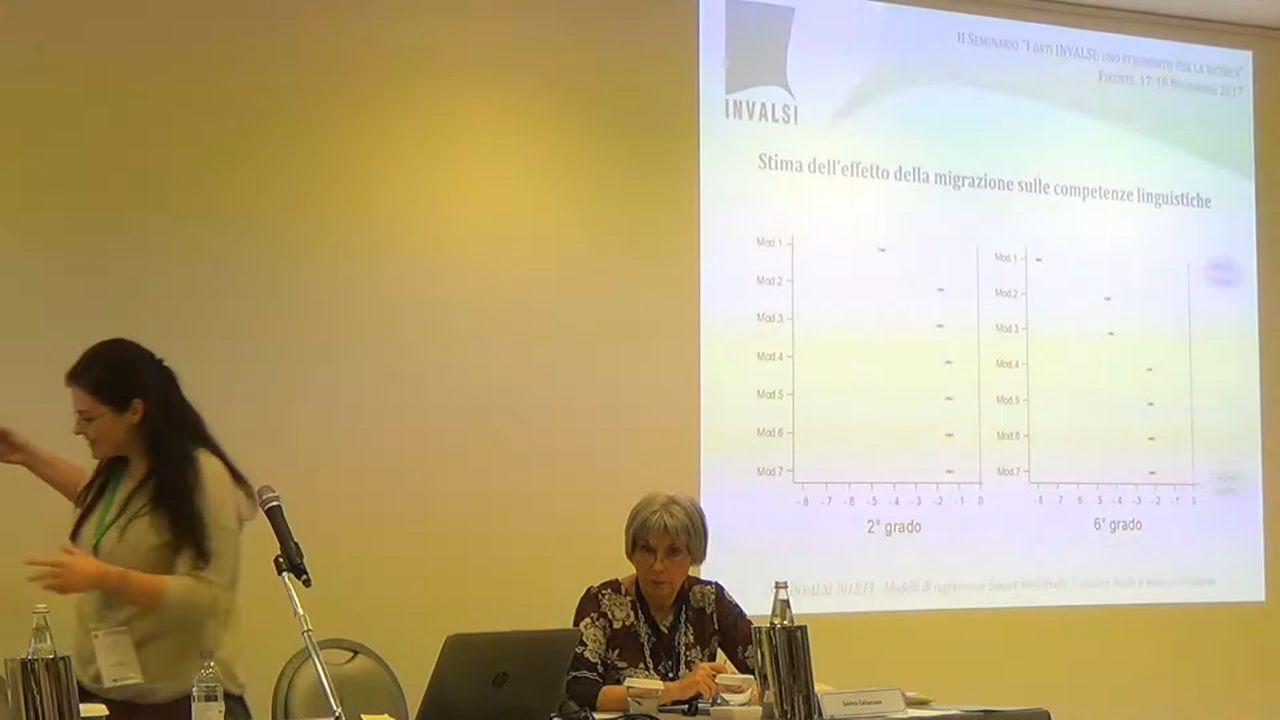 INVALSI
II Seminario "I dati INVALSI: uno strumento per la ricerca"
Firenze, 17-18 Novembre 2017
Stima dell'effetto della migrazione sulle competenze linguistiche
Mod.1
Mod.2
Mod.3
Mod.4
Mod.5
Mod.6
Mod.7
-8 -7 -6 -5 -4 -3 -2 -1 0
2° grado
Mod.1
Mod.2
Mod.3
Mod.4
Mod.5
Mod.6
Mod.7
-8 7 -6 5 -4 -3 -2 -1 0
6° grado
INVALSI 2012/13 Modelli di regressione lineare
hp